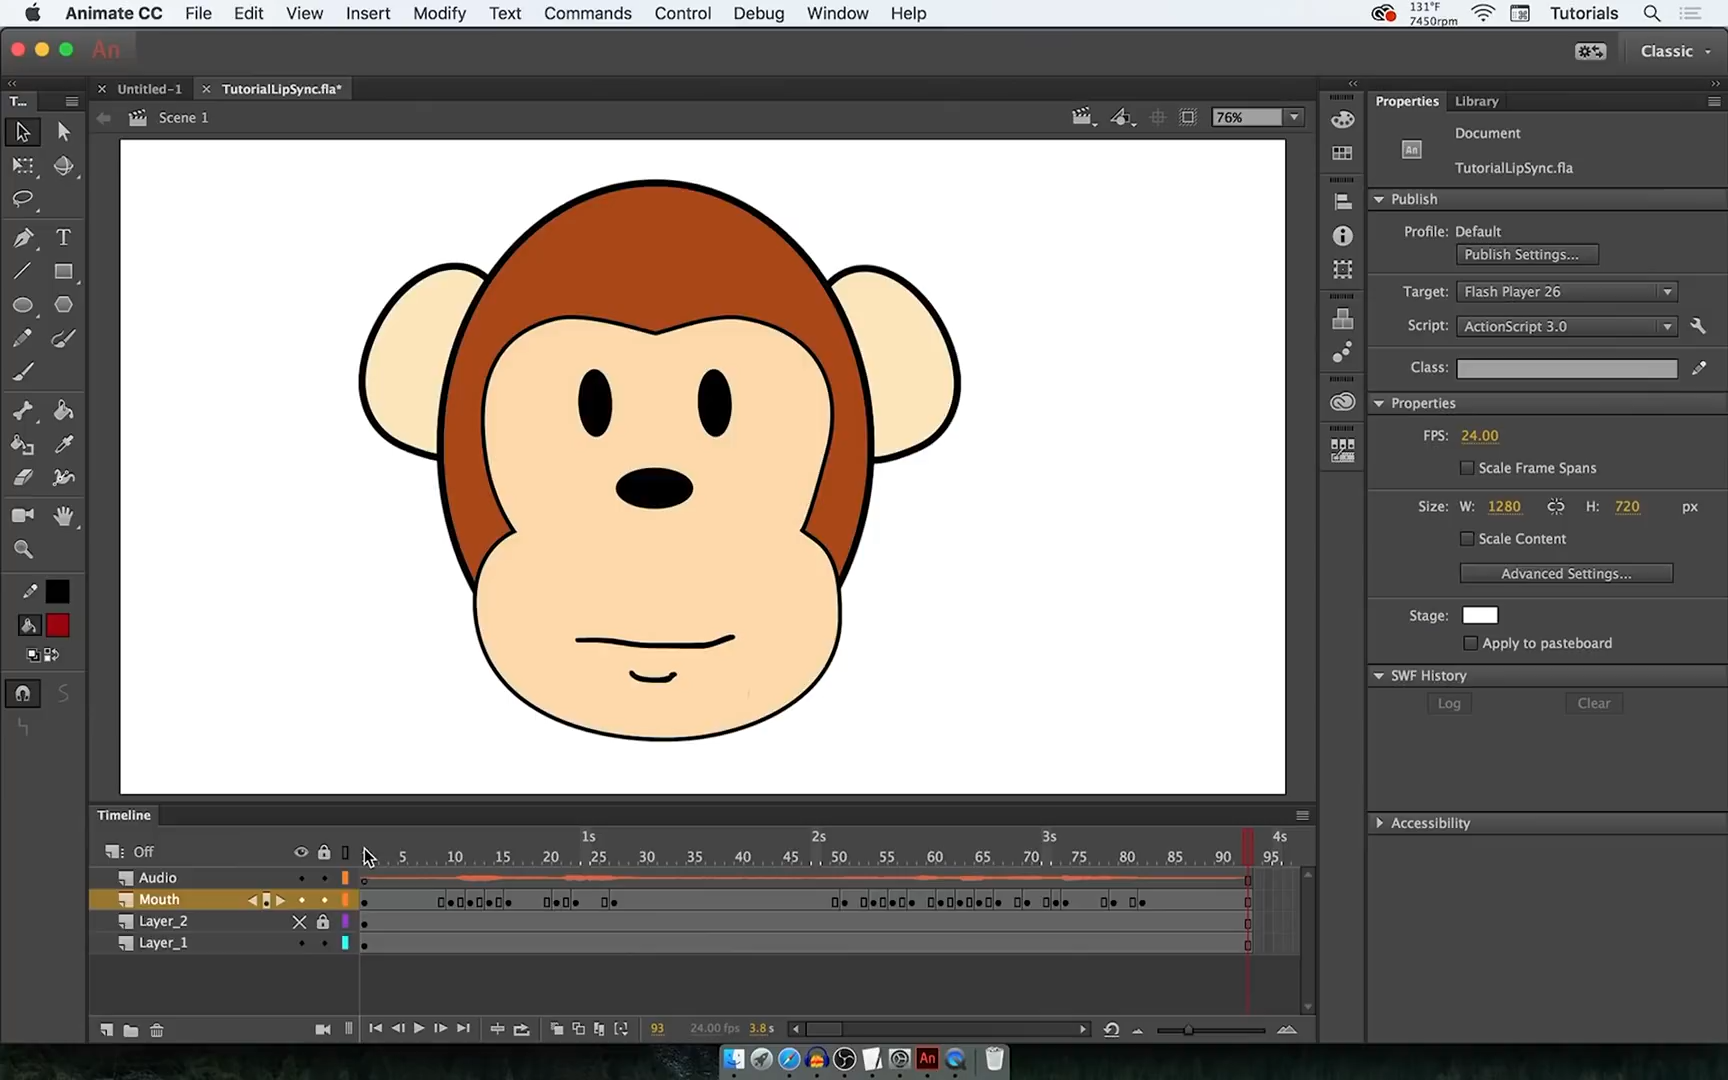 Animate CC File Edit View Insert Modify Text Commands Control Debug Window Help 131°F 7450rpm Tutorials
An Classic
Untitled-1 TutorialLipSync.fla*
T...
Scene 1 76%
Properties Library
Document
An
TutorialLipSync.fla
Publish
Profile: Default
Publish Settings...
Target: Flash Player 26
Script: ActionScript 3.0
Class:
Properties
FPS: 24.00
Scale Frame Spans
Size: W: 1280 H: 720 px
Scale Content
Advanced Settings...
Stage:
Apply to pasteboard
SWF History
Log Clear
Accessibility
T
Timeline
1s 2s 3s 4s
Off 5 10 15 20 25 30 35 40 45 50 55 60 65 70 75 80 85 90 95
Audio
Mouth
Layer_2
Layer_1
93 24.00 fps 3.8 s
An